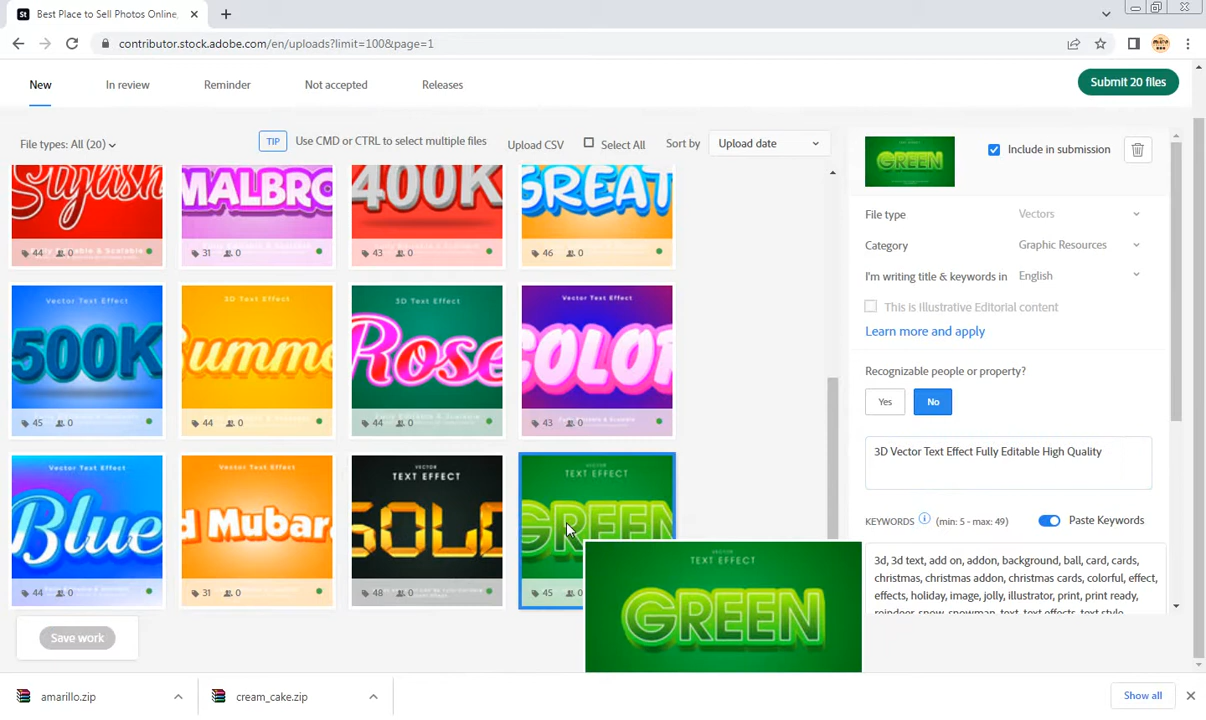 Best Place to Sell Photos Online,
contributor.stock.adobe.com/en/uploads?limit=100&page=1
New
In review
Reminder
Not accepted
Releases
Submit 20 files
File types: All (20)
TIP
Use CMD or CTRL to select multiple files
Upload CSV
Select All
Sort by
Upload date
Stylish
MALBRO
400K
GREAT
44
0
31
0
43
0
46
0
Vector Text Effect
3D Text Effect
3D Text Effect
Vector Text Effect
500K
Summe
Rose
COLOR
45
0
44
0
44
0
43
0
Vector Text Effect
Vector Text Effect
VECTOR
TEXT EFFECT
VECTOR
TEXT EFFECT
Blue
d Mubar
GOLD
GREEN
44
0
31
0
48
0
45
0
VECTOR
TEXT EFFECT
GREEN
Save work
GREEN
Include in submission
File type
Vectors
Category
Graphic Resources
I'm writing title & keywords in
English
This is illustrative Editorial content
Learn more and apply
Recognizable people or property?
Yes
No
3D Vector Text Effect Fully Editable High Quality
KEYWORDS
(min: 5 - max: 49)
Paste Keywords
3d, 3d text, add on, addon, background, ball, card, cards,
christmas, christmas addon, christmas cards, colorful, effect,
effects, holiday, image, jolly, illustrator, print, print ready,
reindeer, snow, snowman, text, text effects, text style,
amarillo.zip
cream_cake.zip
Show all